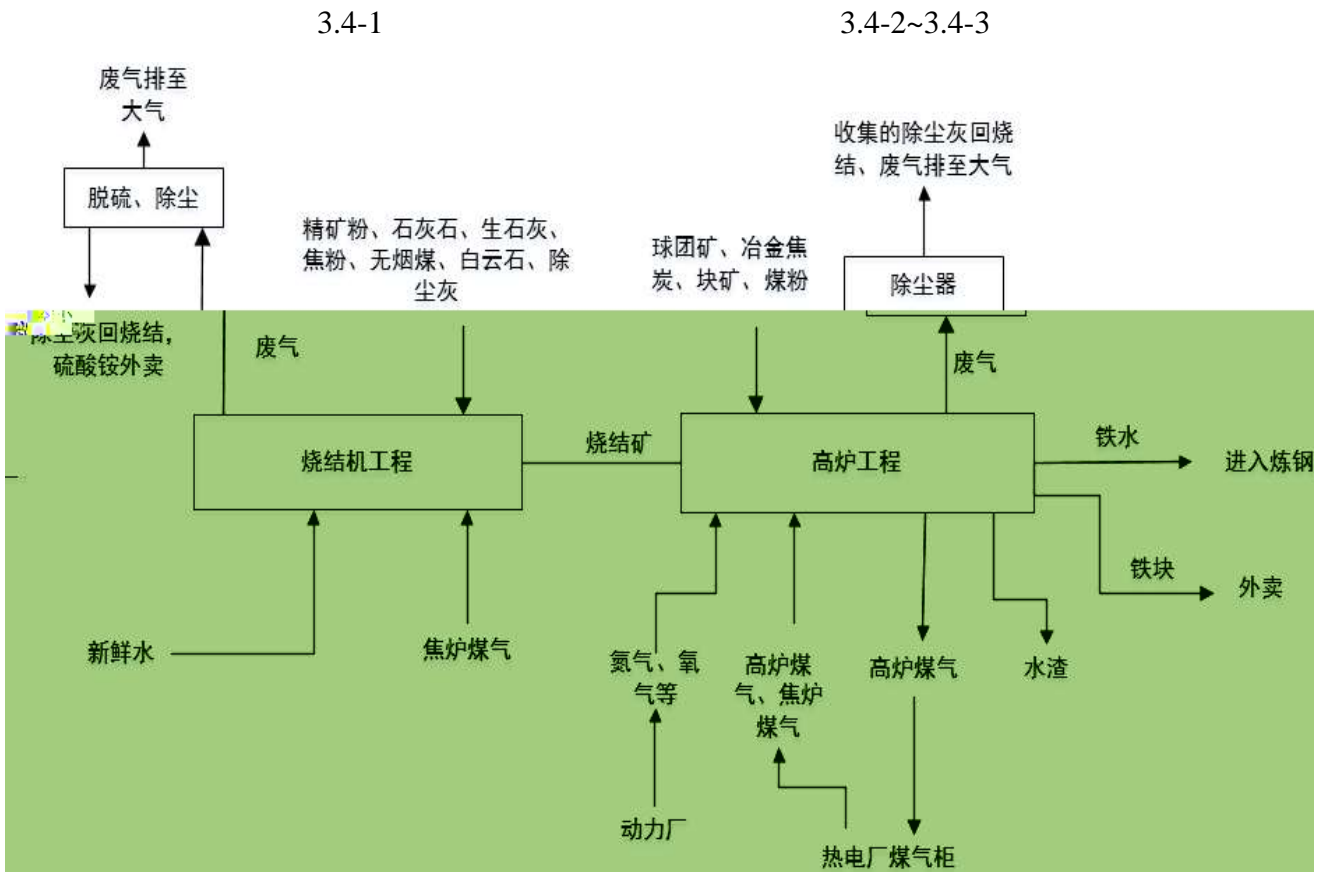 3.4-1
3.4-2~3.4-3
废气排至
大气
脱硫、除尘
精矿粉、石灰石、生石灰、
焦粉、无烟煤、白云石、除
尘灰
球团矿、冶金焦
炭、块矿、煤粉
收集的除尘灰回烧
结、废气排至大气
除尘器
除尘灰回烧结,
硫酸铵外卖
废气
废气
烧结机工程
烧结矿
高炉工程
铁水
进入炼钢
铁块
外卖
新鲜水
焦炉煤气
氮气、氧
气等
高炉煤
气、焦炉
煤气
高炉煤气
水渣
动力厂
热电厂煤气柜